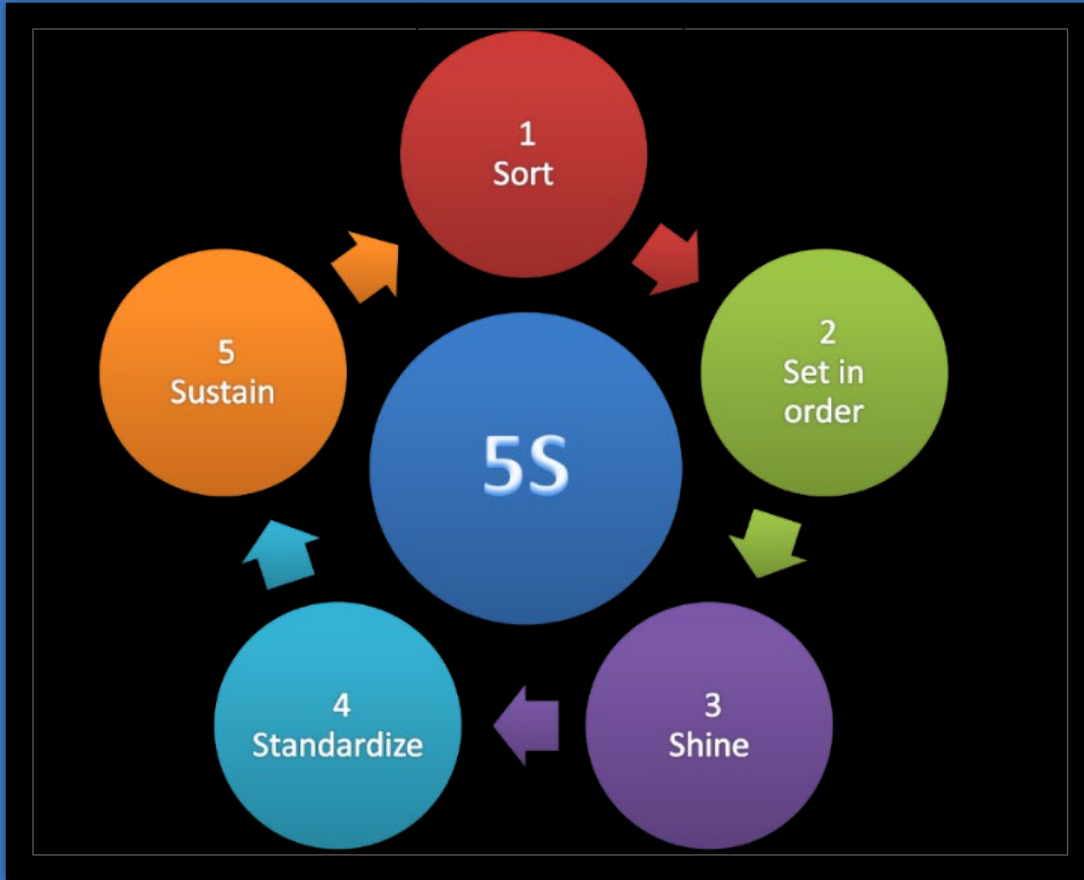 1
Sort
2
Set in
order
3
Shine
4
Standardize
5
Sustain
5S